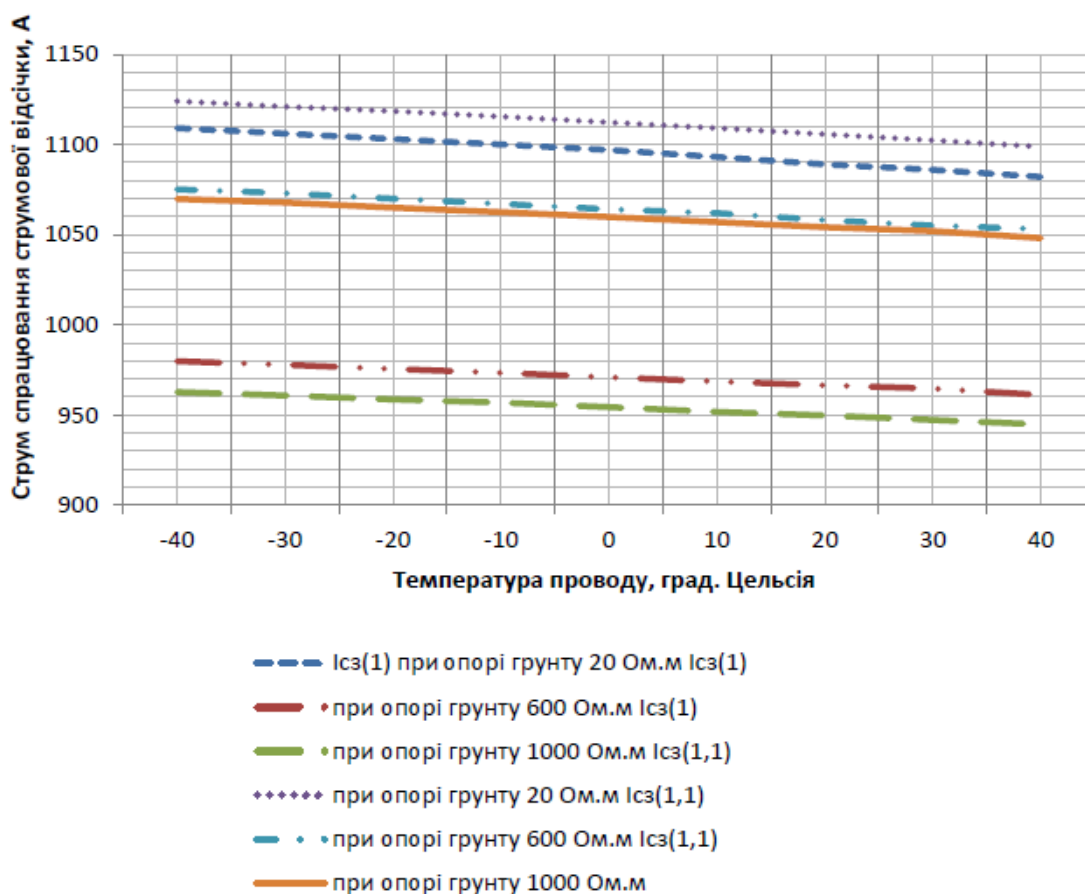 Струм спрацювання струмової відсічки, А
1150
1100
1050
1000
950
900
-40 -30 -20 -10 0 10 20 30 40
Температура проводу, град. Цельсія
Ісз(1) при опорі грунту 20 Ом.м Ісз(1)
при опорі грунту 600 Ом.м Ісз(1)
при опорі грунту 1000 Ом.м Ісз(1,1)
при опорі грунту 20 Ом.м Ісз(1,1)
при опорі грунту 600 Ом.м Ісз(1,1)
при опорі грунту 1000 Ом.м